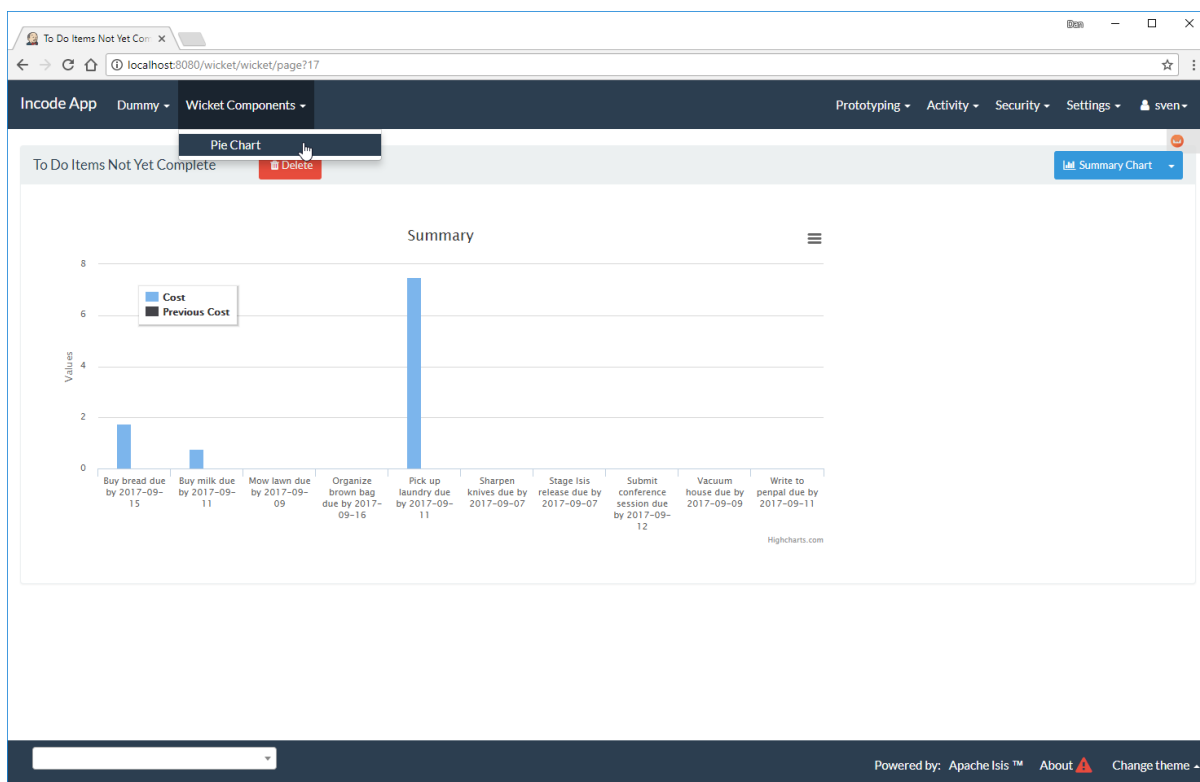 Dan
To Do Items Not Yet Com
localhost:8080/wicket/wicket/page?17
Incode App Dummy Wicket Components Prototyping Activity Security Settings sven
Pie Chart
To Do Items Not Yet Complete Delete Summary Chart
Summary
8
Cost
Previous Cost
6
Values
4
2
0
Buy bread due by 2017-09-15
Buy milk due by 2017-09-11
Mow lawn due by 2017-09-09
Organize brown bag due by 2017-09-16
Pick up laundry due by 2017-09-11
Sharpen knives due by 2017-09-07
Stage Isis release due by 2017-09-07
Submit conference session due by 2017-09-12
Vacuum house due by 2017-09-09
Write to penpal due by 2017-09-11
Highcharts.com
Powered by: Apache Isis ™ About Change theme